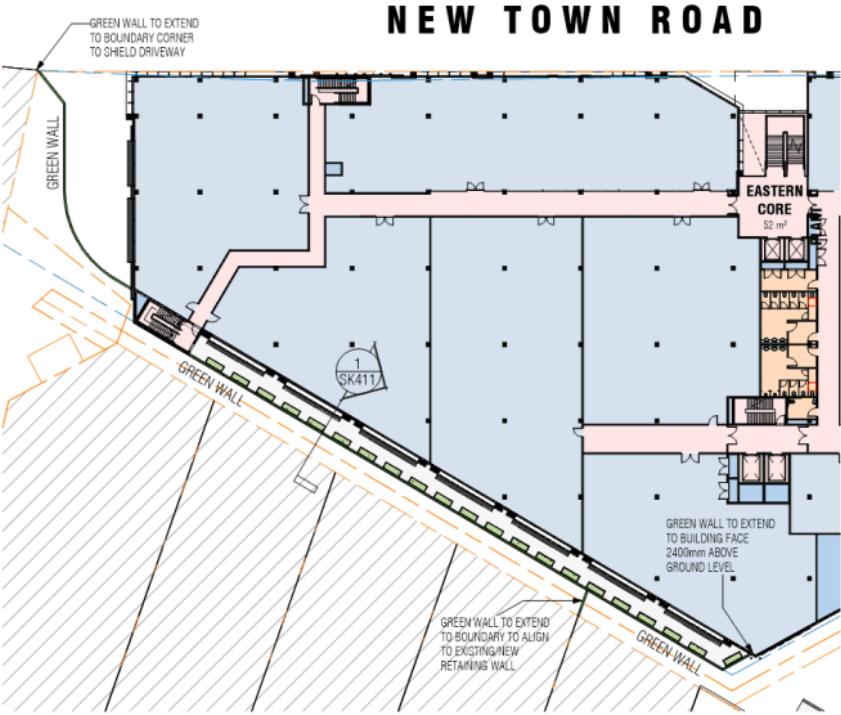 NEW TOWN ROAD
GREEN WALL TO EXTEND
TO BOUNDARY CORNER
TO SHIELD DRIVEWAY
GREEN WALL
EASTERN
CORE
52 m²
PLANT
1
SK411
GREEN WALL
GREEN WALL TO EXTEND
TO BUILDING FACE
2400mm ABOVE
GROUND LEVEL
GREEN WALL TO EXTEND
TO BOUNDARY TO ALIGN
TO EXISTING/NEW
RETAINING WALL
GREEN WALL